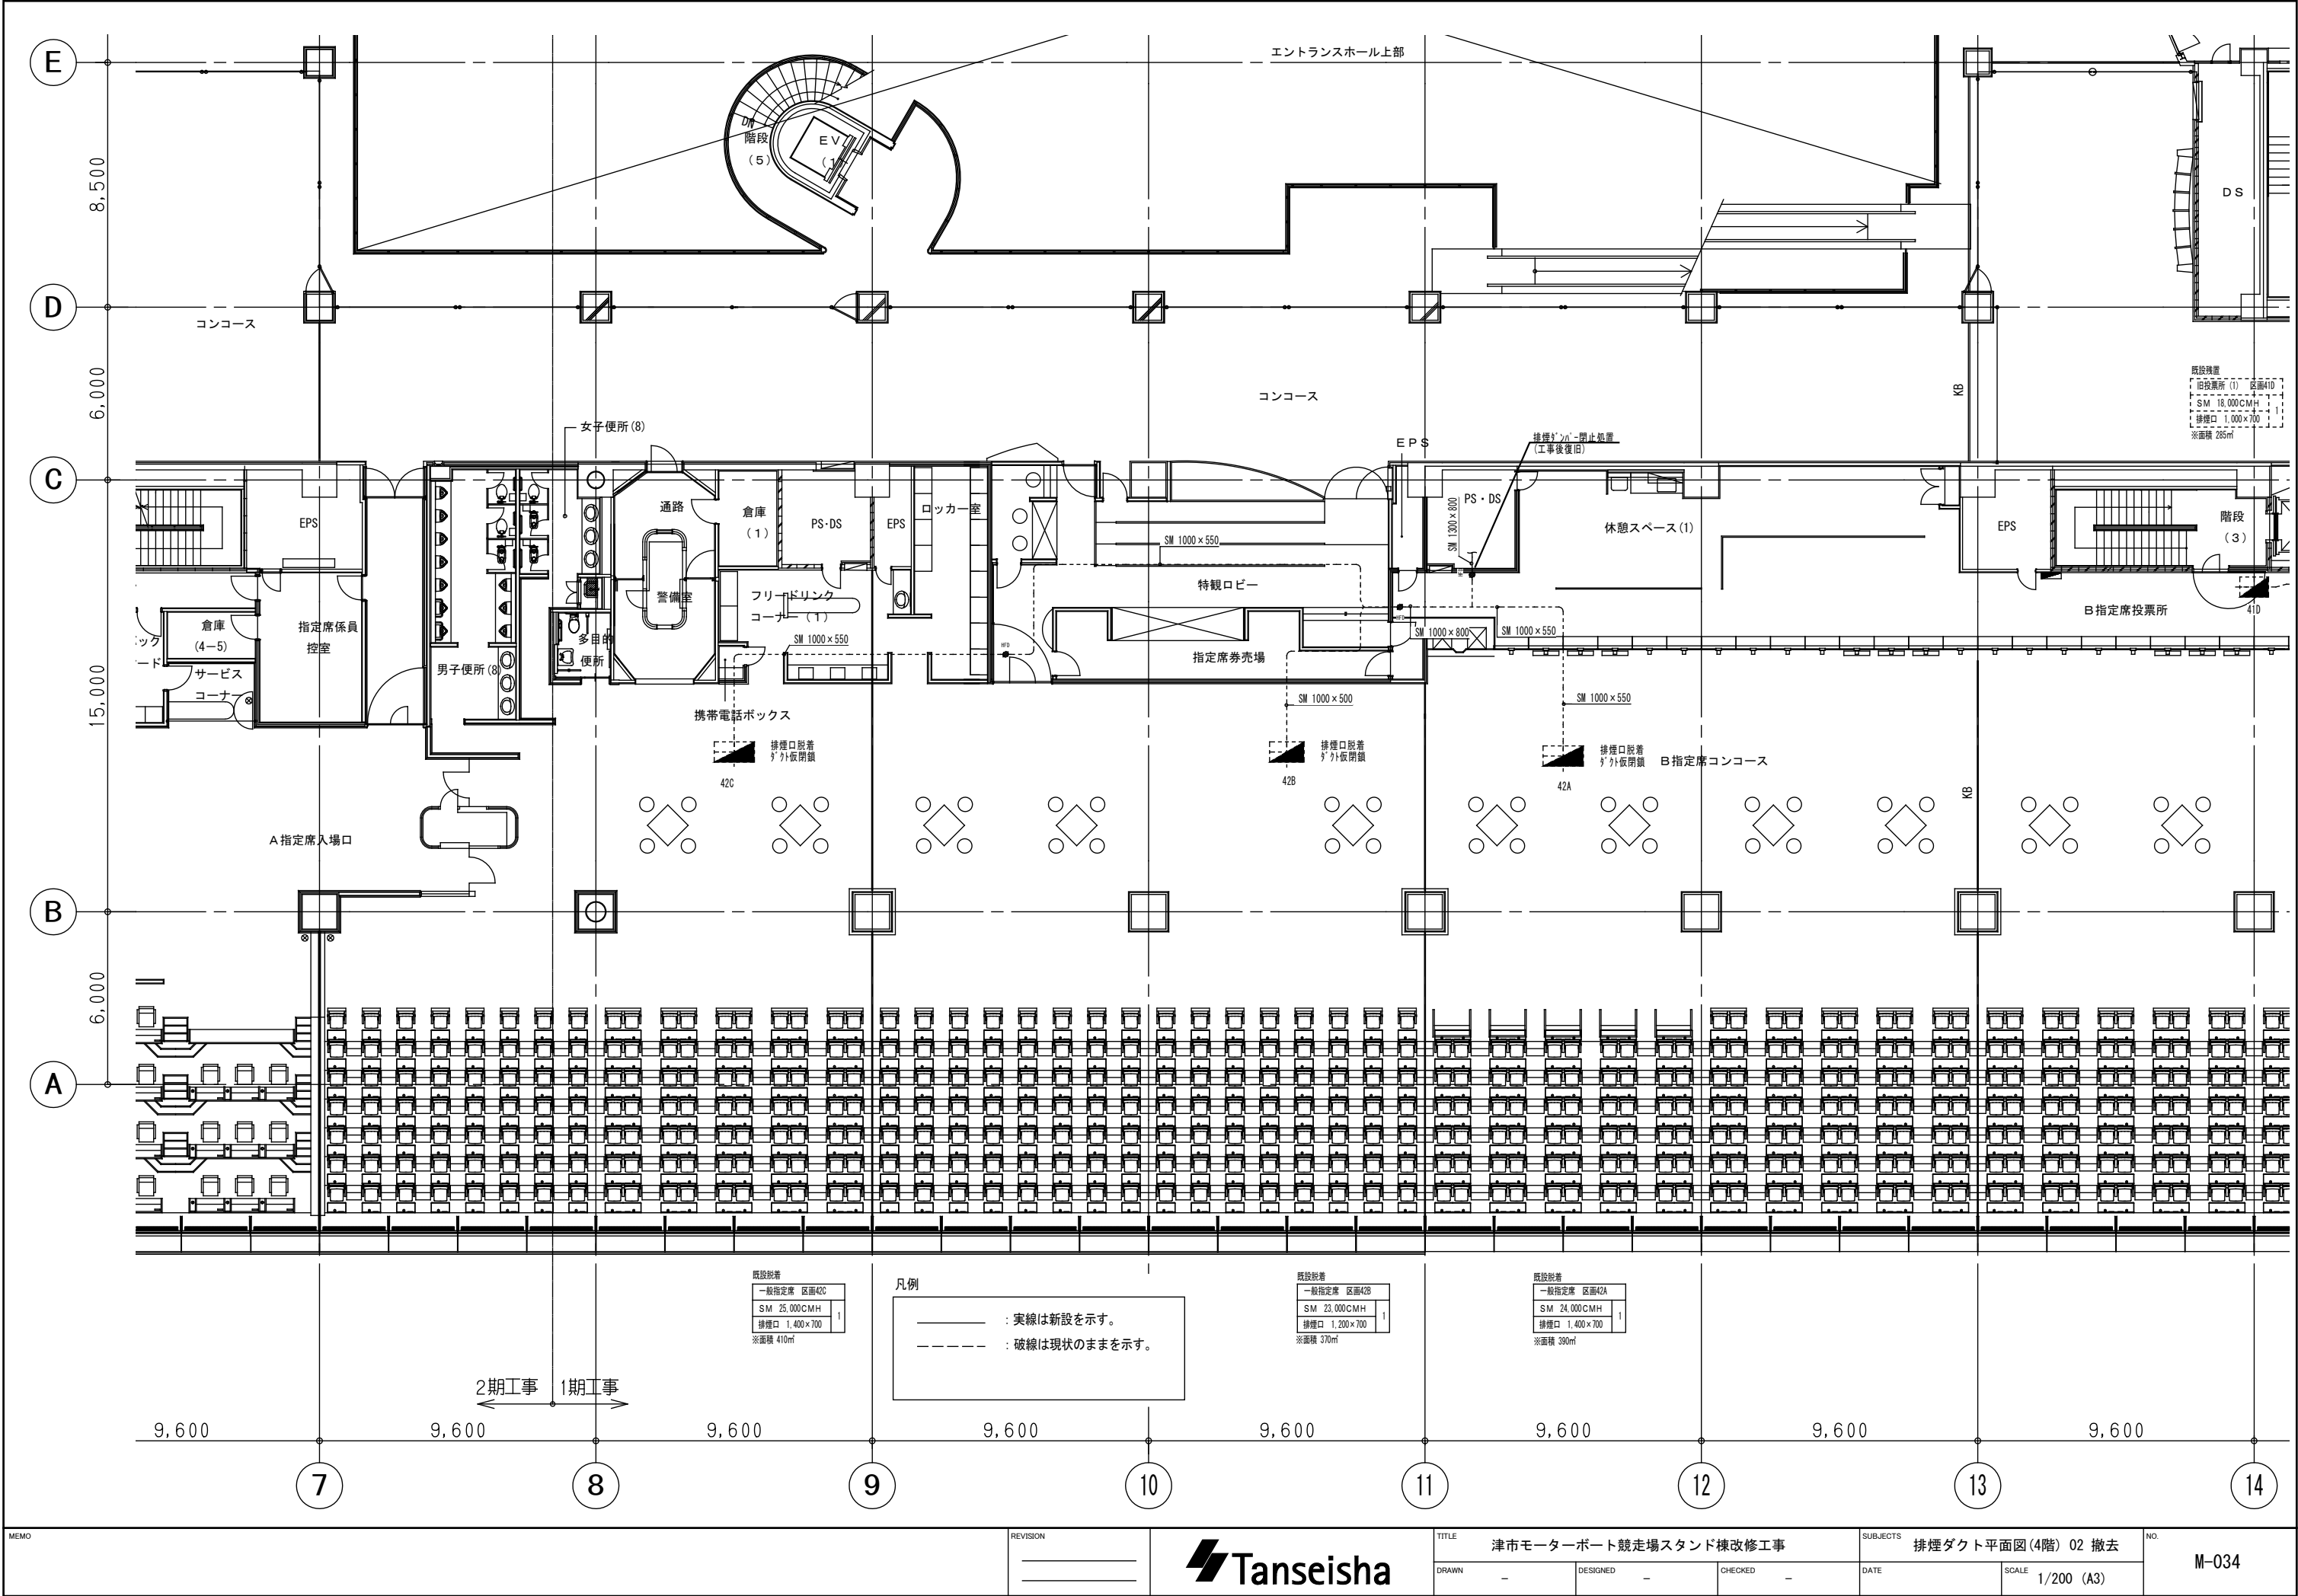 エントランスホール上部
E
DN
階段
(5)
EV
8,500
DS
D
コンコース
6,000
コンコース
KB
既設残置
旧投票所(1) 区画41D
SM 18,000CMH
1
排煙口 1,000×700
※面積 285㎡
女子便所(8)
EPS
排煙ダンパー閉止処置
(工事後復旧)
C
EPS
通路
倉庫
(1)
PS・DS
EPS
ロッカー室
SM 1000×550
SM 1300×800
PS・DS
休憩スペース(1)
EPS
階段
(3)
倉庫
(4−5)
指定席係員
控室
サービス
コーナー
男子便所(8)
多目的
便所
警備室
フリードリンク
コーナー(1)
SM 1000×550
特観ロビー
指定席券売場
SM 1000×800
SM 1000×550
B指定席投票所
41D
15,000
SM 1000×500
SM 1000×550
携帯電話ボックス
排煙口脱着
ダクト仮閉鎖
42C
排煙口脱着
ダクト仮閉鎖
42B
排煙口脱着
ダクト仮閉鎖
42A
B指定席コンコース
KB
A指定席入場口
B
6,000
A
既設脱着
一般指定席 区画42C
SM 25,000CMH
1
排煙口 1,400×700
※面積 410㎡
凡例
:実線は新設を示す。
:破線は現状のままを示す。
既設脱着
一般指定席 区画42B
SM 23,000CMH
1
排煙口 1,200×700
※面積 370㎡
既設脱着
一般指定席 区画42A
SM 24,000CMH
1
排煙口 1,400×700
※面積 390㎡
2期工事 1期工事
9,600 9,600 9,600 9,600 9,600 9,600 9,600 9,600
7 8 9 10 11 12 13 14
MEMO
REVISION
Tanseisha
TITLE
津市モーターボート競走場スタンド棟改修工事
SUBJECTS
排煙ダクト平面図(4階) 02 撤去
NO.
M-034
DRAWN −
DESIGNED −
CHECKED −
DATE
SCALE 1/200 (A3)